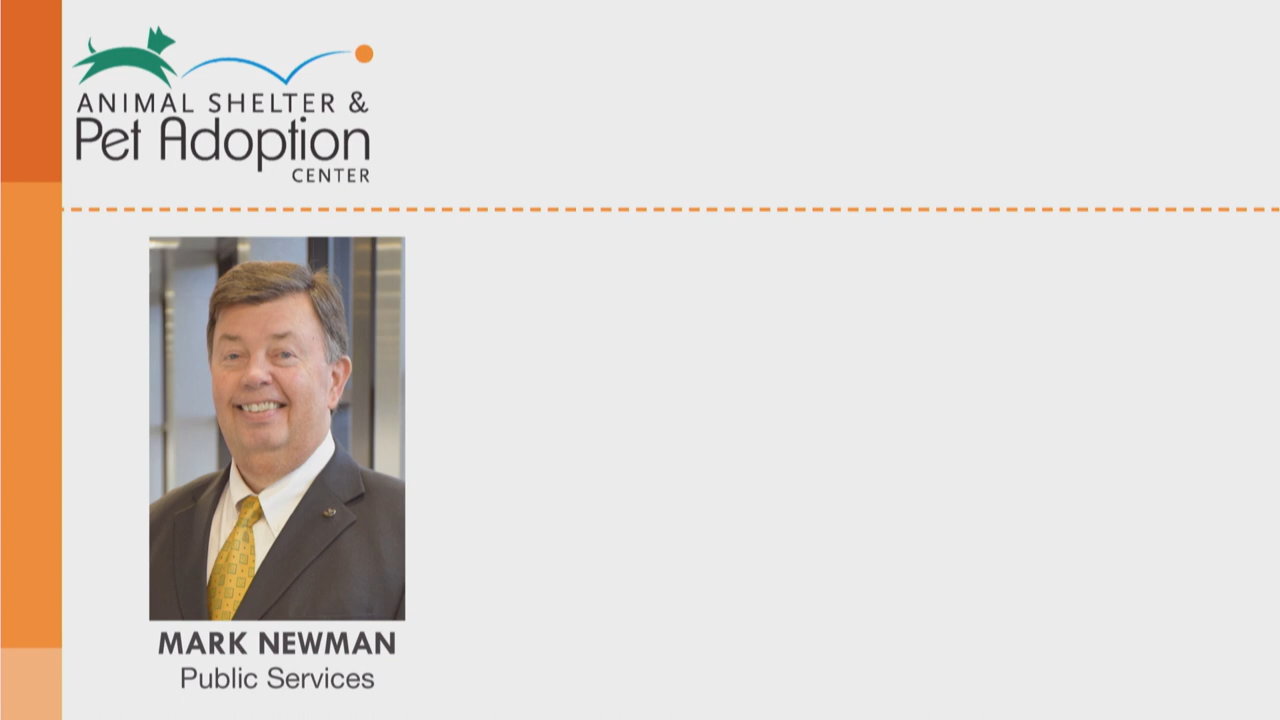 ANIMAL SHELTER &
Pet Adoption
CENTER
MARK NEWMAN
Public Services